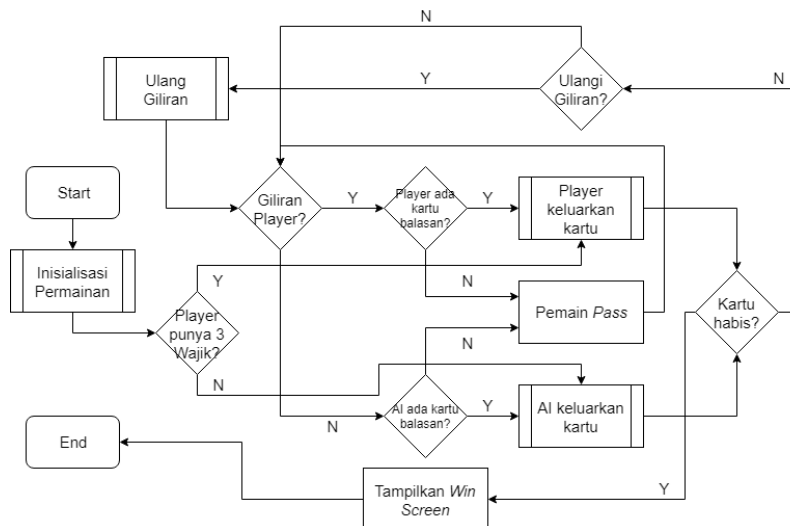 N
Ulang
Giliran
Y
Ulangi
Giliran?
N
Start
Giliran
Player?
Y
Player ada
kartu
balasan?
Y
Player
keluarkan
kartu
Inisialisasi
Permainan
Y
Player
punya 3
Wajik?
N
Pemain Pass
Kartu
habis?
N
N
End
N
AI ada kartu
balasan?
Y
AI keluarkan
kartu
Tampilkan Win
Screen
Y